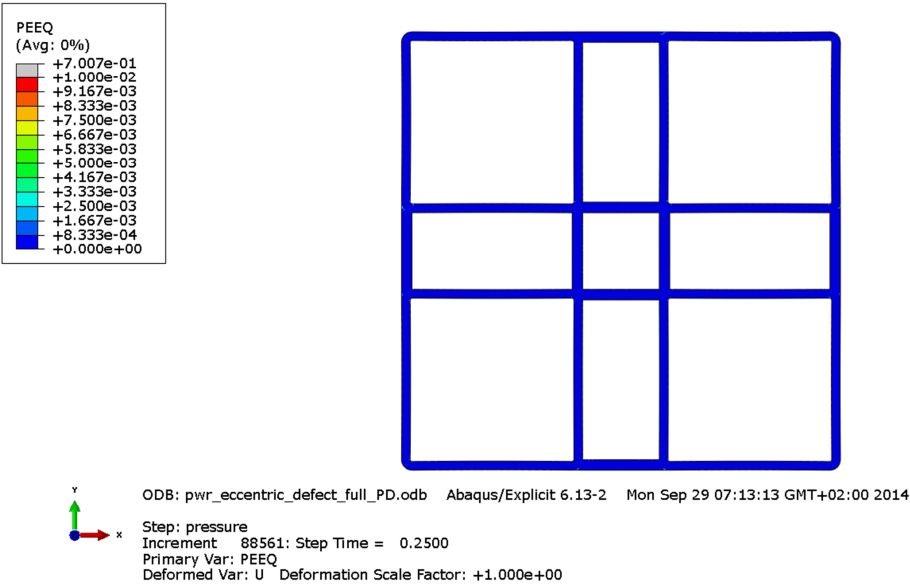 PEEQ
(Avg: 0%)
+7.007e-01
+1.000e-02
+9.167e-03
+8.333e-03
+7.500e-03
+6.667e-03
+5.833e-03
+5.000e-03
+4.167e-03
+3.333e-03
+2.500e-03
+1.667e-03
+8.333e-04
+0.000e+00
Y
X
ODB: pwr_eccentric_defect_full_PD.odb Abaqus/Explicit 6.13-2 Mon Sep 29 07:13:13 GMT+02:00 2014
Step: pressure
Increment 88561: Step Time = 0.2500
Primary Var: PEEQ
Deformed Var: U Deformation Scale Factor: +1.000e+00